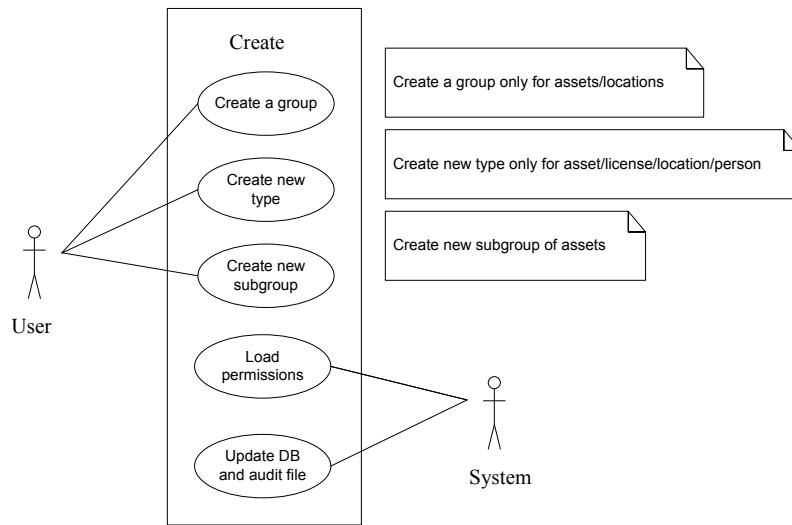 Create
Create a group
Create a group only for assets/locations
Create new
type
Create new type only for asset/license/location/person
Create new
subgroup
Create new subgroup of assets
User
Load
permissions
Update DB
and audit file
System